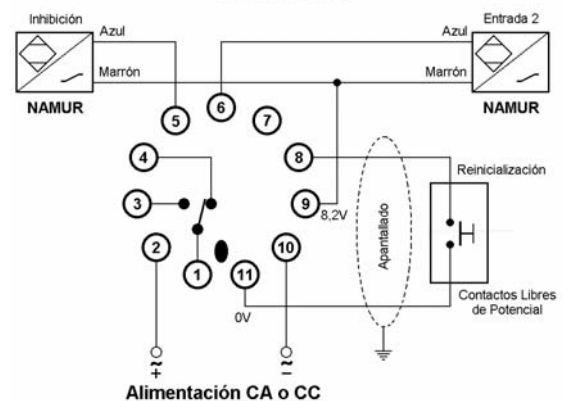 Inhibición
Entrada 2
Azul
Azul
Marrón
Marrón
NAMUR
NAMUR
6
5
7
4
8
Reinicialización
3
9
8,2V
Apantallado
2
10
1
11
Contactos Libres
de Potencial
0V
~
+
~
−
Alimentación CA o CC